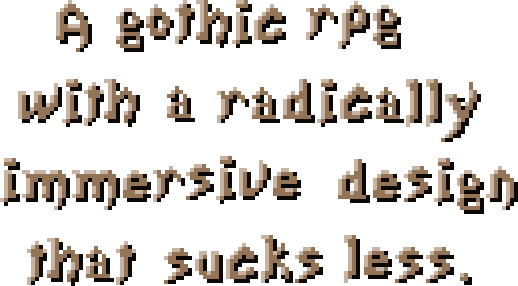 A gothic rpg
with a radically
immersive design
that sucks less.